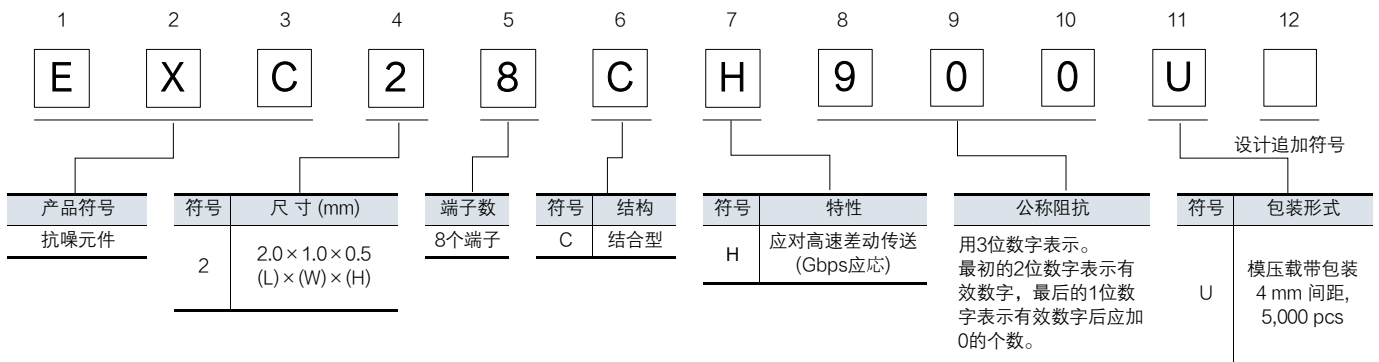 1 2 3 4 5 6 7 8 9 10 11 12
E X C 2 8 C H 9 0 0 U
设计追加符号
产品符号
抗噪元件
符号 尺 寸 (mm)
2 2.0×1.0×0.5
(L)×(W)×(H)
端子数
8个端子
符号 结构
C 结合型
符号 特性
H 应对高速差动传送
(Gbps应応)
公称阻抗
用3位数字表示。
最初的2位数字表示有
效数字，最后的1位数
字表示有效数字后应加
0的个数。
符号 包装形式
U 模压载带包装
4 mm 间距,
5,000 pcs